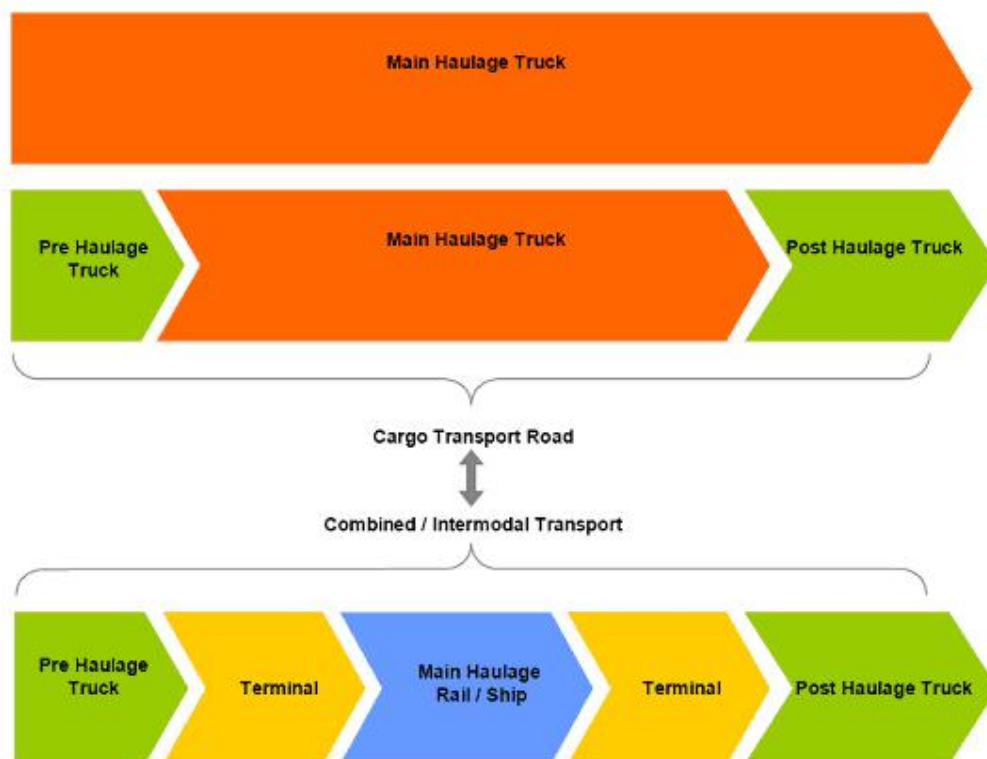 Main Haulage Truck
Pre Haulage
Truck
Main Haulage Truck
Post Haulage Truck
Cargo Transport Road
Combined / Intermodal Transport
Pre Haulage
Truck
Terminal
Main Haulage
Rail / Ship
Terminal
Post Haulage Truck